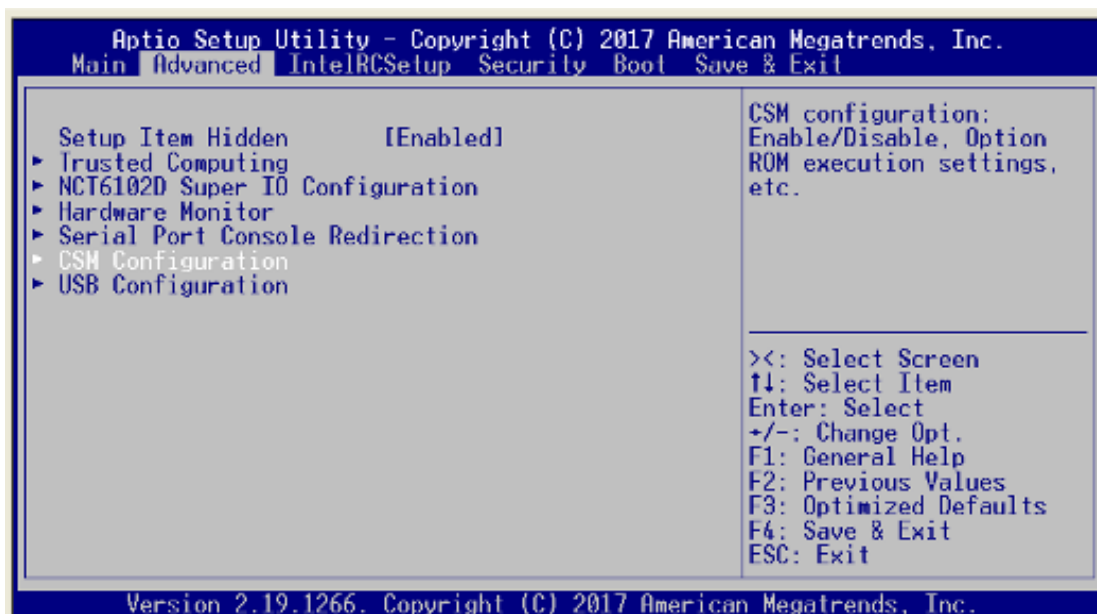 Aptio Setup Utility - Copyright (C) 2017 American Megatrends, Inc.
Main Advanced IntelRCSetup Security Boot Save & Exit
Setup Item Hidden [Enabled]
► Trusted Computing
► NCT6102D Super IO Configuration
► Hardware Monitor
► Serial Port Console Redirection
► CSM Configuration
► USB Configuration
CSM configuration:
Enable/Disable, Option
ROM execution settings,
etc.
><: Select Screen
↑↓: Select Item
Enter: Select
+/-: Change Opt.
F1: General Help
F2: Previous Values
F3: Optimized Defaults
F4: Save & Exit
ESC: Exit
Version 2.19.1266. Copyright (C) 2017 American Megatrends, Inc.